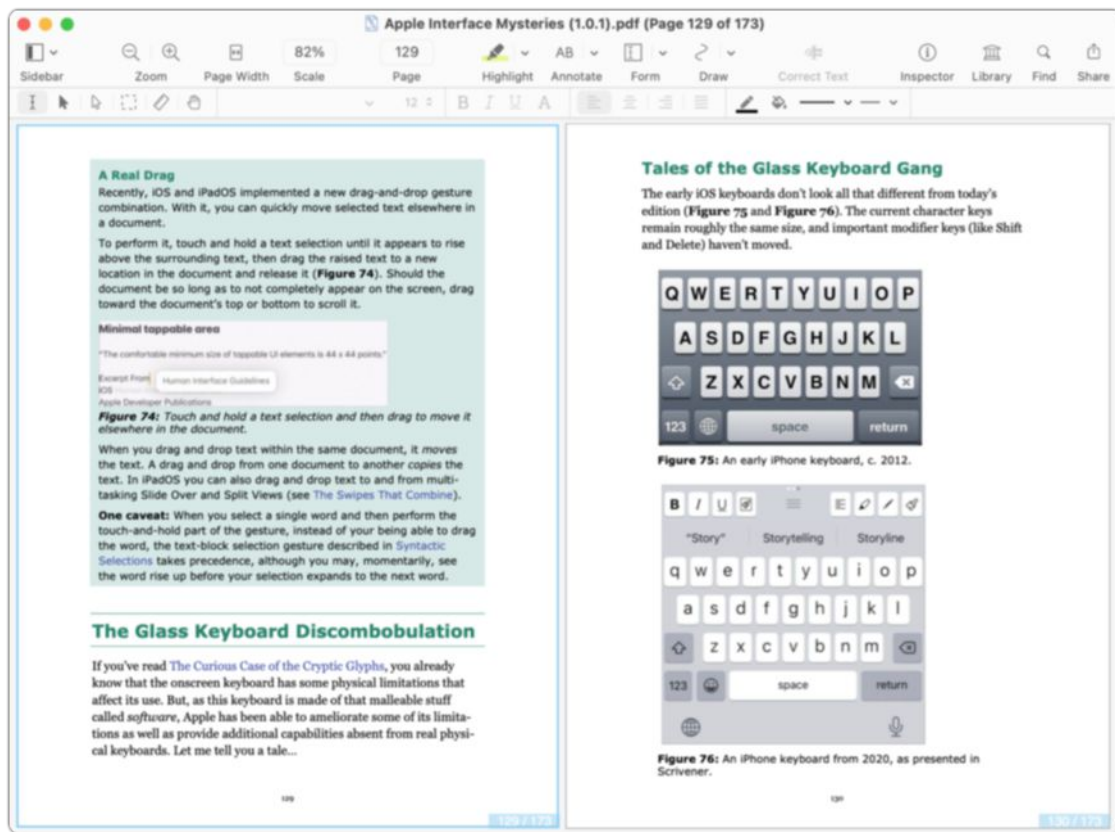 Apple Interface Mysteries (1.0.1).pdf (Page 129 of 173)
82%
129
AB
Sidebar
Zoom
Page Width
Scale
Page
Highlight
Annotate
Form
Draw
Correct Text
Inspector
Library
Find
Share
12
B I U A
A Real Drag
Recently, iOS and iPadOS implemented a new drag-and-drop gesture
combination. With it, you can quickly move selected text elsewhere in
a document.
To perform it, touch and hold a text selection until it appears to rise
above the surrounding text, then drag the raised text to a new
location in the document and release it (Figure 74). Should the
document be so long as to not completely appear on the screen, drag
toward the document's top or bottom to scroll it.
Minimal tappable area
"The comfortable minimum size of tappable UI elements is 44 x 44 points."
Excerpt From
Human Interface Guidelines
iOS
Apple Developer Publications
Figure 74: Touch and hold a text selection and then drag to move it
elsewhere in the document.
When you drag and drop text within the same document, it moves
the text. A drag and drop from one document to another copies the
text. In iPadOS you can also drag and drop text to and from multi-
tasking Slide Over and Split Views (see The Swipes That Combine).
One caveat: When you select a single word and then perform the
touch-and-hold part of the gesture, instead of your being able to drag
the word, the text-block selection gesture described in Syntactic
Selections takes precedence, although you may, momentarily, see
the word rise up before your selection expands to the next word.
The Glass Keyboard Discombobulation
If you've read The Curious Case of the Cryptic Glyphs, you already
know that the onscreen keyboard has some physical limitations that
affect its use. But, as this keyboard is made of that malleable stuff
called software, Apple has been able to ameliorate some of its limita-
tions as well as provide additional capabilities absent from real physi-
cal keyboards. Let me tell you a tale…
129
129 / 173
Tales of the Glass Keyboard Gang
The early iOS keyboards don't look all that different from today's
edition (Figure 75 and Figure 76). The current character keys
remain roughly the same size, and important modifier keys (like Shift
and Delete) haven't moved.
Q W E R T Y U I O P
A S D F G H J K L
Z X C V B N M
123 space return
Figure 75: An early iPhone keyboard, c. 2012.
B I U
"Story" Storytelling Storyline
q w e r t y u i o p
a s d f g h j k l
z x c v b n m
123 space return
Figure 76: An iPhone keyboard from 2020, as presented in
Scrivener.
130
130 / 173